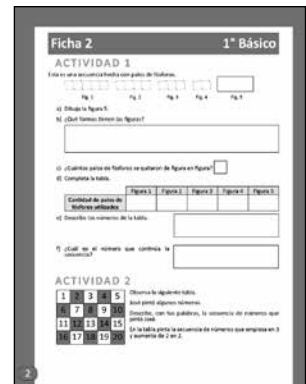 Ficha 2
1° Básico
ACTIVIDAD 1
Esta es una secuencia hecha con palos de fósforos.
Fig. 1 Fig. 2 Fig. 3 Fig. 4 Fig. 5
a) Dibuja la figura 5.
b) ¿Qué formas tienen las figuras?
c) ¿Cuántos palos de fósforos se quitaron de figura en figura?
d) Completa la tabla.
Figura 1 Figura 2 Figura 3 Figura 4 Figura 5
Cantidad de palos de
fósforos utilizados
e) Describe los números de la tabla.
f) ¿Cuál es el número que continúa la
secuencia?
ACTIVIDAD 2
Observa la siguiente tabla.
José pintó algunos números.
Describe, con tus palabras, la secuencia de números que
pintó José.
En la tabla pinta la secuencia de números que empieza en 3
y aumenta de 2 en 2.
1 2 3 4 5
6 7 8 9 10
11 12 13 14 15
16 17 18 19 20
2